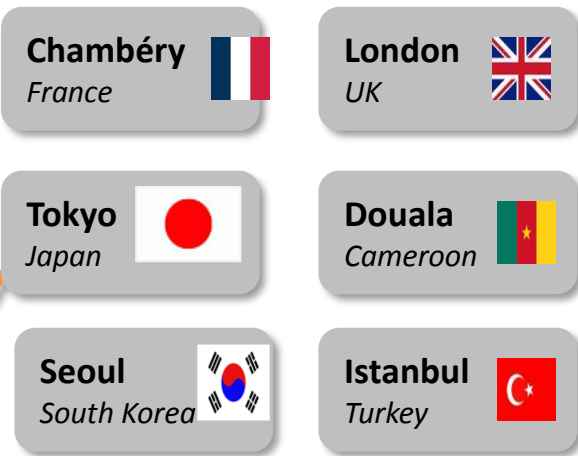 Chambéry
France
London
UK
Tokyo
Japan
Douala
Cameroon
Seoul
South Korea
Istanbul
Turkey